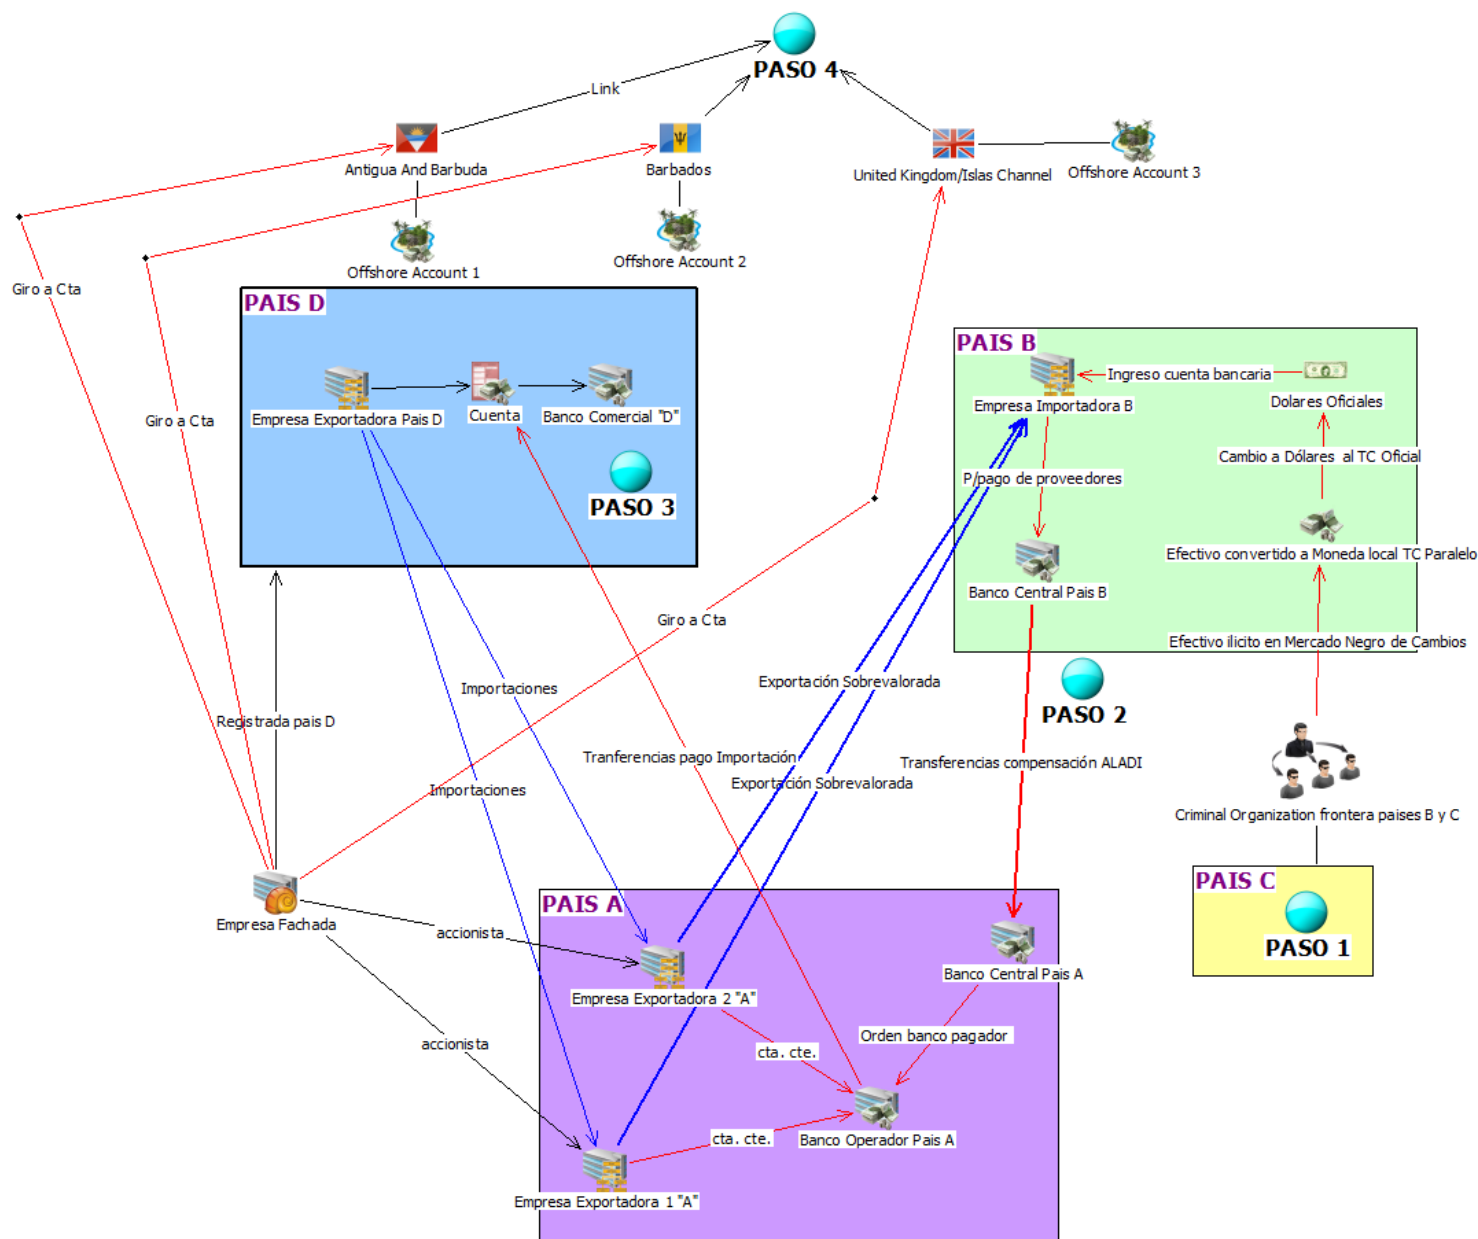 PASO 4
Link
Antigua And Barbuda
Barbados
United Kingdom/Islas Channel
Offshore Account 3
Offshore Account 1
Offshore Account 2
Giro a Cta
PAIS D
PAIS B
Ingreso cuenta bancaria
Empresa Importadora B
Dolares Oficiales
Empresa Exportadora Pais D
Cuenta
Banco Comercial "D"
Giro a Cta
Cambio a Dólares al TC Oficial
P/pago de proveedores
PASO 3
Efectivo convertido a Moneda local TC Paralelo
Banco Central Pais B
Giro a Cta
Efectivo ilicito en Mercado Negro de Cambios
Importaciones
Exportación Sobrevalorada
PASO 2
Registrada pais D
Tranferencias pago Importación
Transferencias compensación ALADI
Importaciones
Exportación Sobrevalorada
Criminal Organization frontera paises B y C
PAIS C
PASO 1
PAIS A
Empresa Fachada
accionista
Banco Central Pais A
Empresa Exportadora 2 "A"
Orden banco pagador
accionista
cta. cte.
cta. cte.
Banco Operador Pais A
Empresa Exportadora 1 "A"